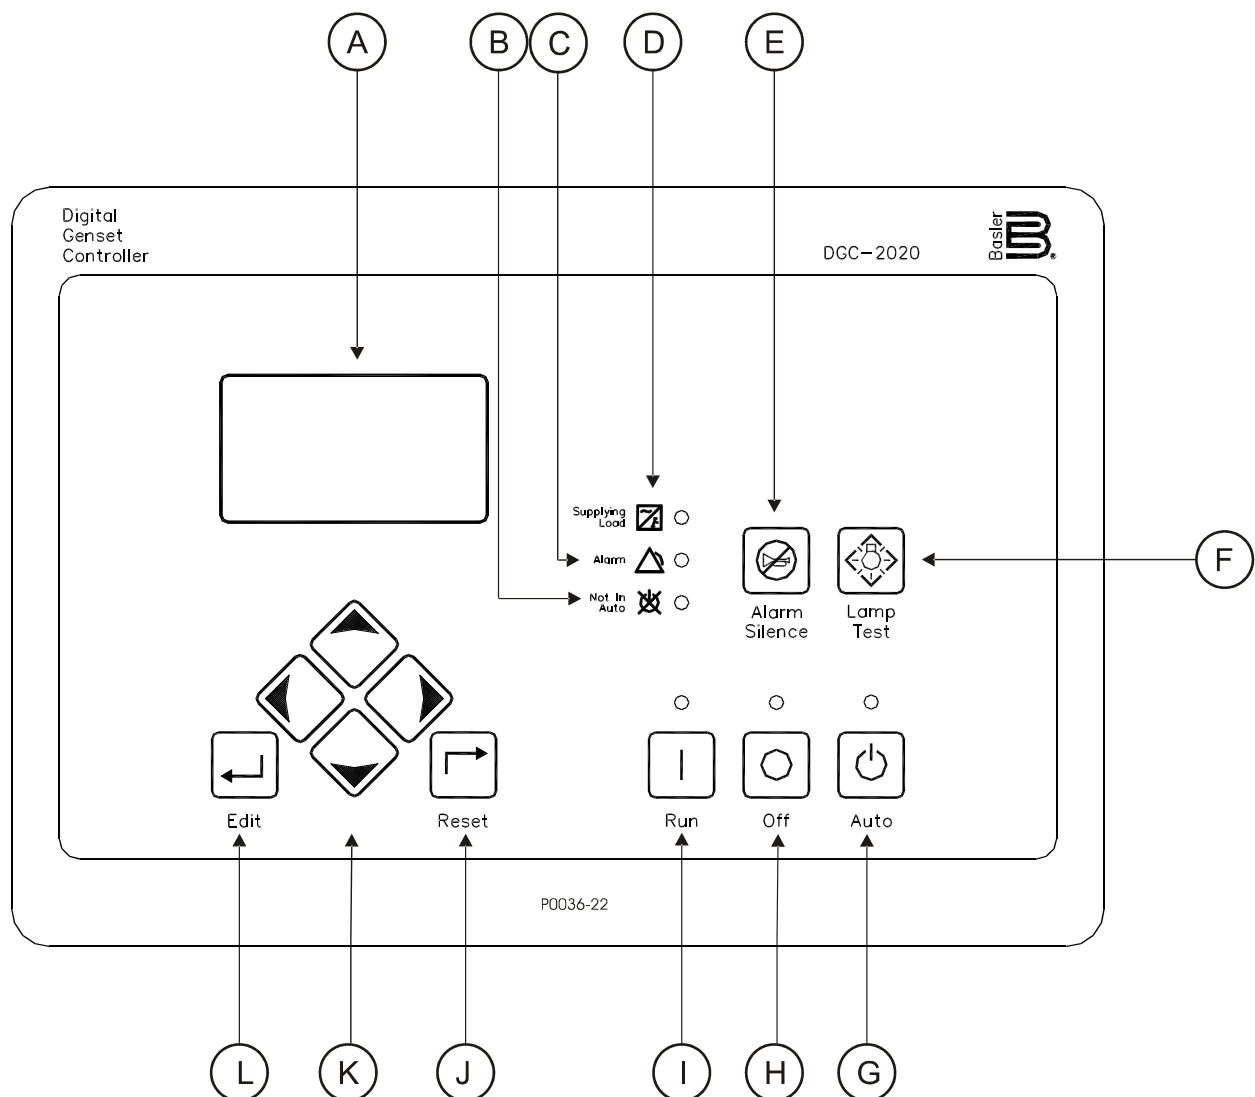 A
B
C
D
E
Digital
Genset
Controller
DGC-2020
Basler
B
®
Supplying
Load
Alarm
Not In
Auto
Alarm
Silence
Lamp
Test
F
Edit
Reset
Run
Off
Auto
P0036-22
L
K
J
I
H
G